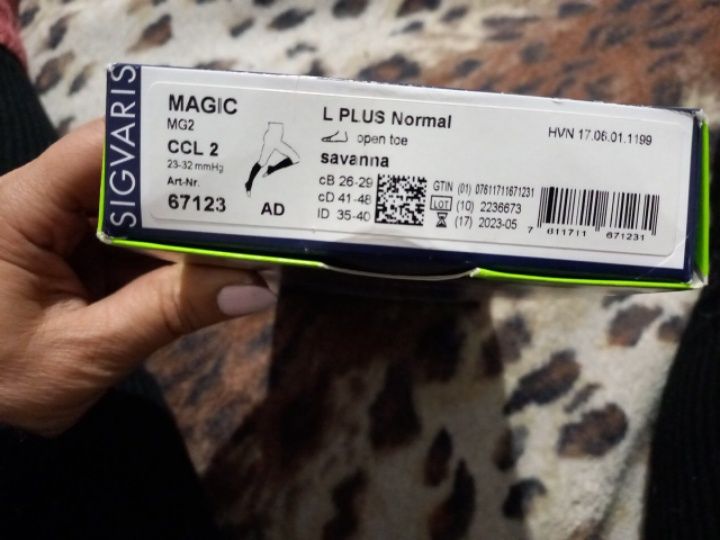 SIGVARIS
MAGIC
MG2
CCL 2
23-32 mmHg
Art-Nr.
67123
AD
L PLUS Normal
open toe
savanna
cB 26-29
cD 41-48
lD 35-40
HVN 17.06.01.1199
GTIN (01) 07611711671231
LOT (10) 2236673
(17) 2023-05
7 611711 671231